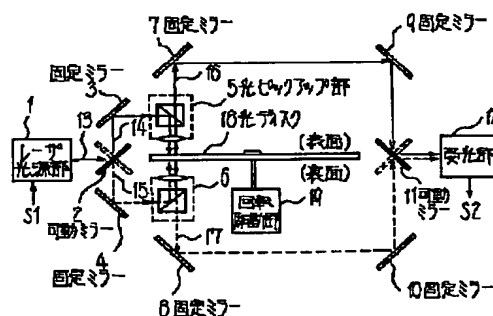 7 固定ミラー
9 固定ミラー
固定ミラー
3
16
5 光ピックアップ部
18 光ディスク
1
13
14
レーザ
光源部
(表面)
(裏面)
12
受光部
15
6
2
可動ミラー
回転
19
11 可動ミラー
S1
S2
4
固定ミラー
17
8 固定ミラー
10 固定ミラー